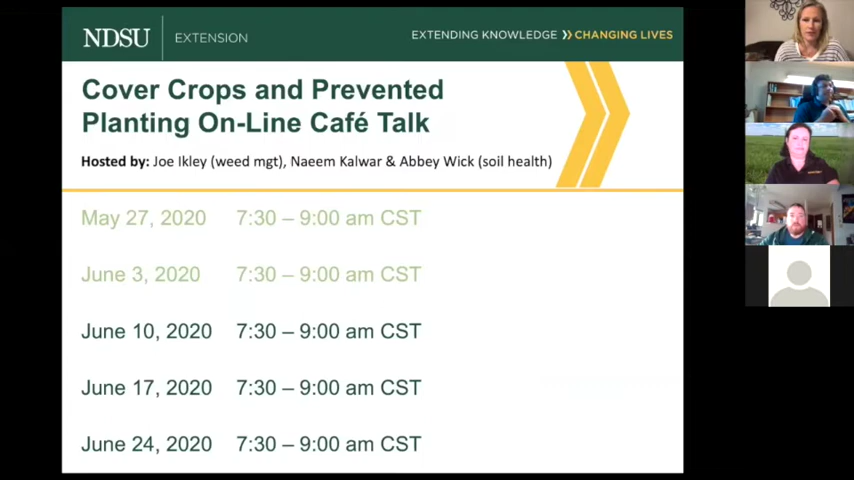 NDSU EXTENSION
EXTENDING KNOWLEDGE CHANGING LIVES
Cover Crops and Prevented
Planting On-Line Café Talk
Hosted by: Joe Ikley (weed mgt), Naeem Kalwar & Abbey Wick (soil health)
May 27, 2020 7:30 – 9:00 am CST
June 3, 2020 7:30 – 9:00 am CST
June 10, 2020 7:30 – 9:00 am CST
June 17, 2020 7:30 – 9:00 am CST
June 24, 2020 7:30 – 9:00 am CST